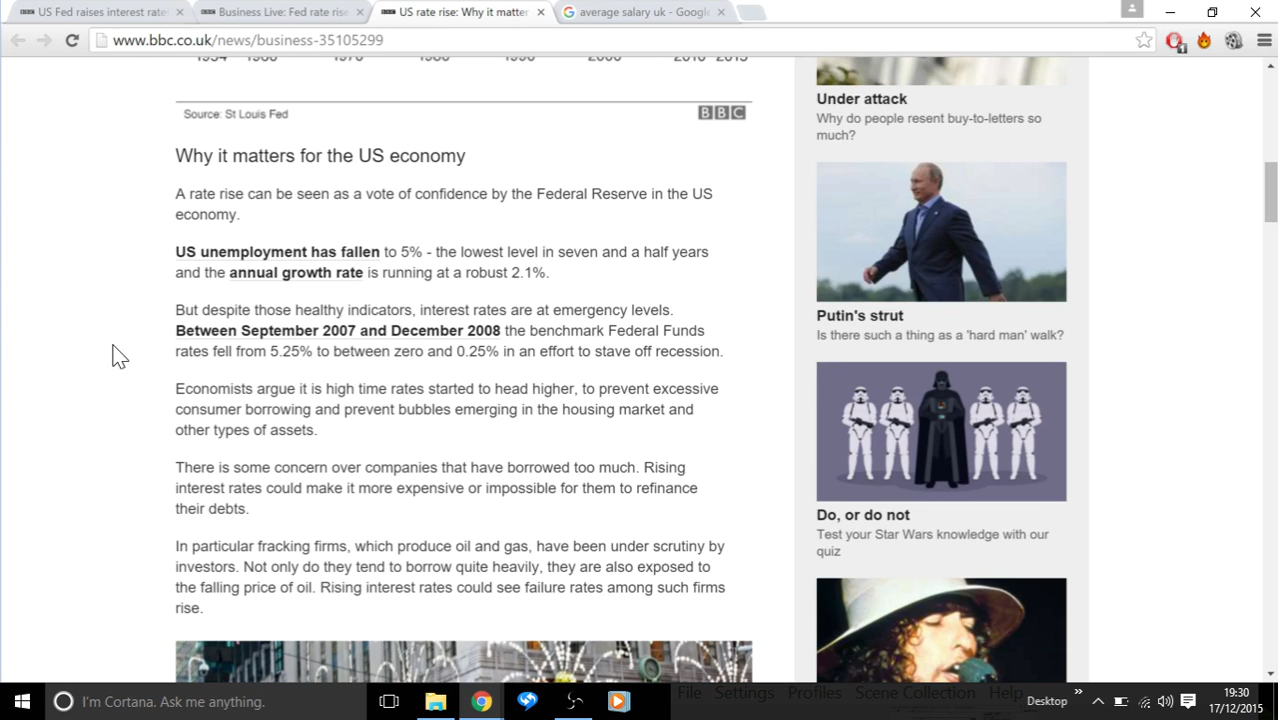 US Fed raises interest rate
Business Live: Fed rate rise
US rate rise: Why it matter
average salary uk - Google
www.bbc.co.uk/news/business-35105299
1954 1960 1970 1980 1990 2000 2010 2015
Source: St Louis Fed
BBC
Why it matters for the US economy
A rate rise can be seen as a vote of confidence by the Federal Reserve in the US
economy.
US unemployment has fallen to 5% - the lowest level in seven and a half years
and the annual growth rate is running at a robust 2.1%.
But despite those healthy indicators, interest rates are at emergency levels.
Between September 2007 and December 2008 the benchmark Federal Funds
rates fell from 5.25% to between zero and 0.25% in an effort to stave off recession.
Economists argue it is high time rates started to head higher, to prevent excessive
consumer borrowing and prevent bubbles emerging in the housing market and
other types of assets.
There is some concern over companies that have borrowed too much. Rising
interest rates could make it more expensive or impossible for them to refinance
their debts.
In particular fracking firms, which produce oil and gas, have been under scrutiny by
investors. Not only do they tend to borrow quite heavily, they are also exposed to
the falling price of oil. Rising interest rates could see failure rates among such firms
rise.
Under attack
Why do people resent buy-to-letters so
much?
Putin's strut
Is there such a thing as a 'hard man' walk?
Do, or do not
Test your Star Wars knowledge with our
quiz
File Settings Profiles Scene Collection Help
I'm Cortana. Ask me anything.
Desktop
19:30
17/12/2015